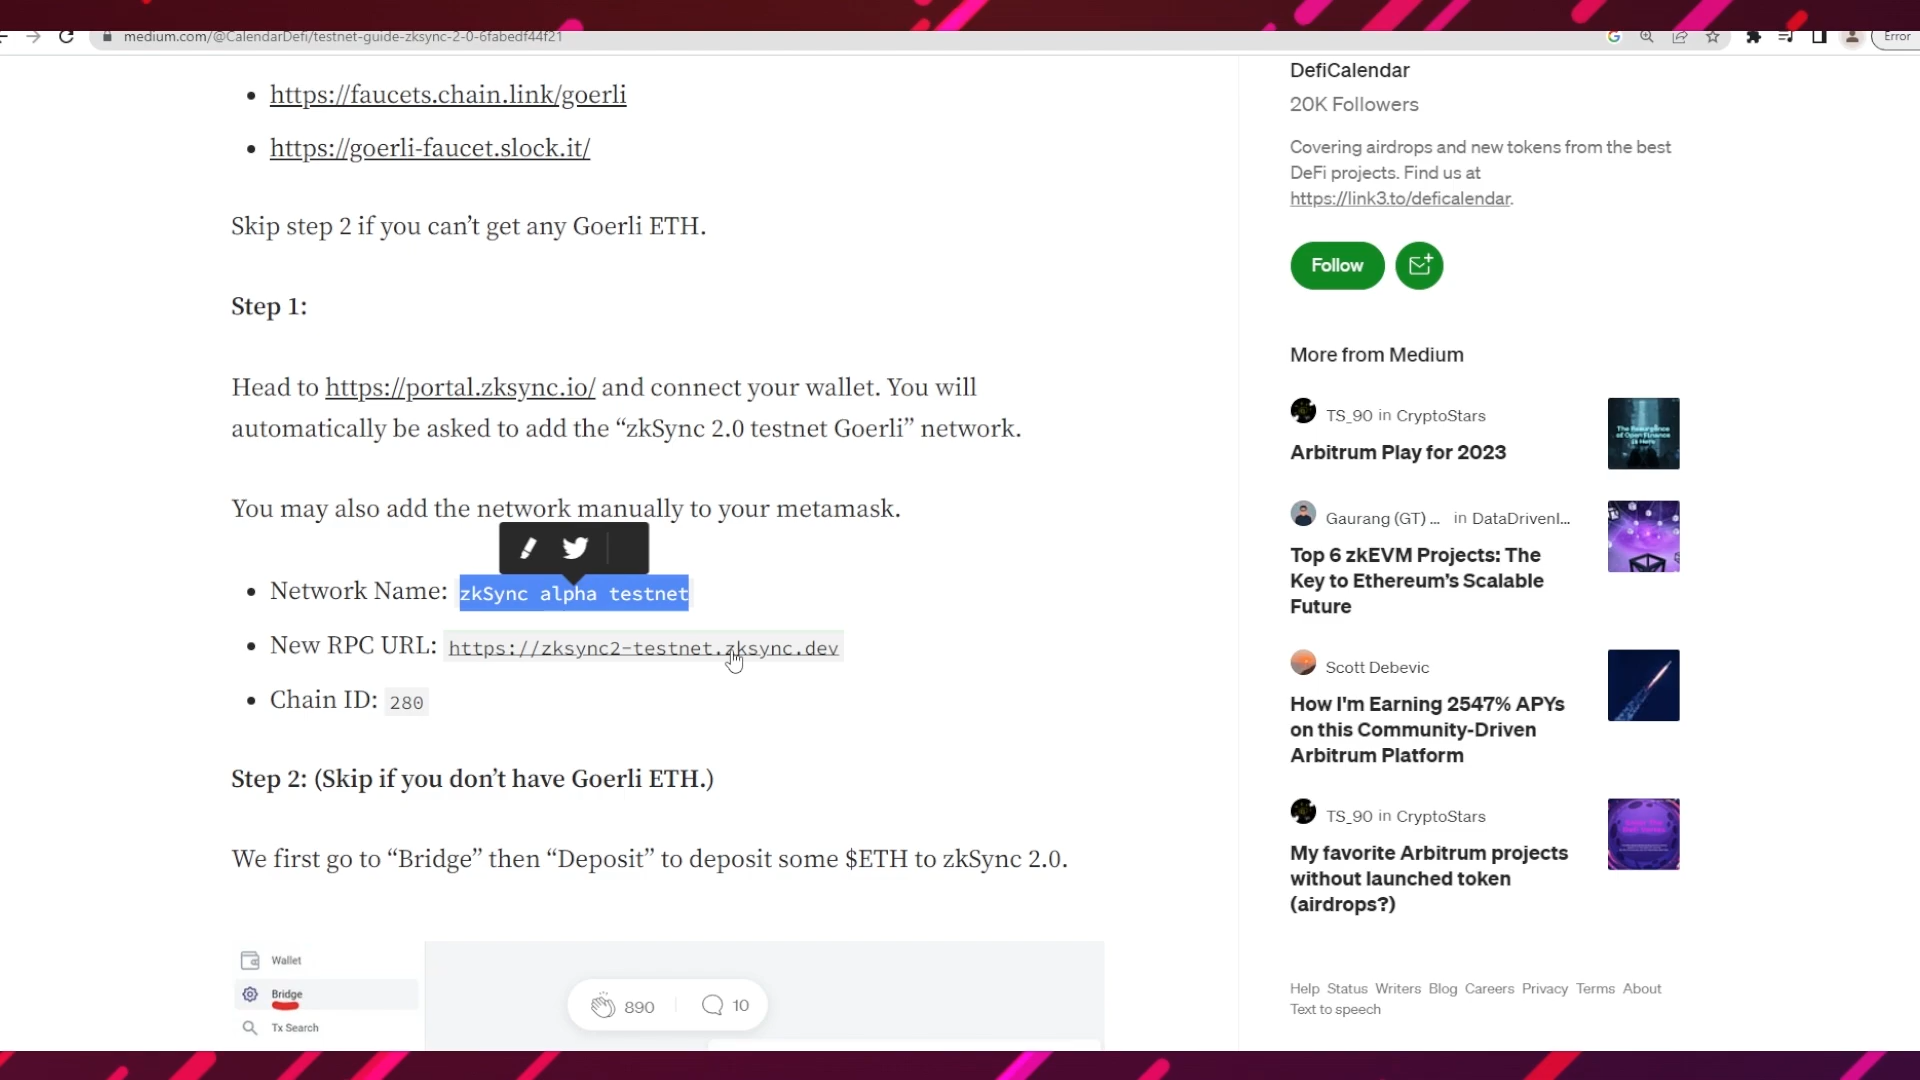 medium.com/@CalendarDefi/testnet-guide-zksync-2-0-6fabedf44f21
Error
https://faucets.chain.link/goerli
https://goerli-faucet.slock.it/
Skip step 2 if you can’t get any Goerli ETH.
Step 1:
Head to https://portal.zksync.io/ and connect your wallet. You will
automatically be asked to add the “zkSync 2.0 testnet Goerli” network.
You may also add the network manually to your metamask.
Network Name: zkSync alpha testnet
New RPC URL: https://zksync2-testnet.zksync.dev
Chain ID: 280
Step 2: (Skip if you don’t have Goerli ETH.)
We first go to “Bridge” then “Deposit” to deposit some $ETH to zkSync 2.0.
Wallet
Bridge
Tx Search
890
10
DefiCalendar
20K Followers
Covering airdrops and new tokens from the best
DeFi projects. Find us at
https://link3.to/deficalendar.
Follow
More from Medium
TS_90 in CryptoStars
Arbitrum Play for 2023
The Resurgence
of Open Finance
is Here
Gaurang (GT) ... in DataDrivenI...
Top 6 zkEVM Projects: The
Key to Ethereum’s Scalable
Future
Scott Debevic
How I'm Earning 2547% APYs
on this Community-Driven
Arbitrum Platform
TS_90 in CryptoStars
My favorite Arbitrum projects
without launched token
(airdrops?)
Help Status Writers Blog Careers Privacy Terms About
Text to speech